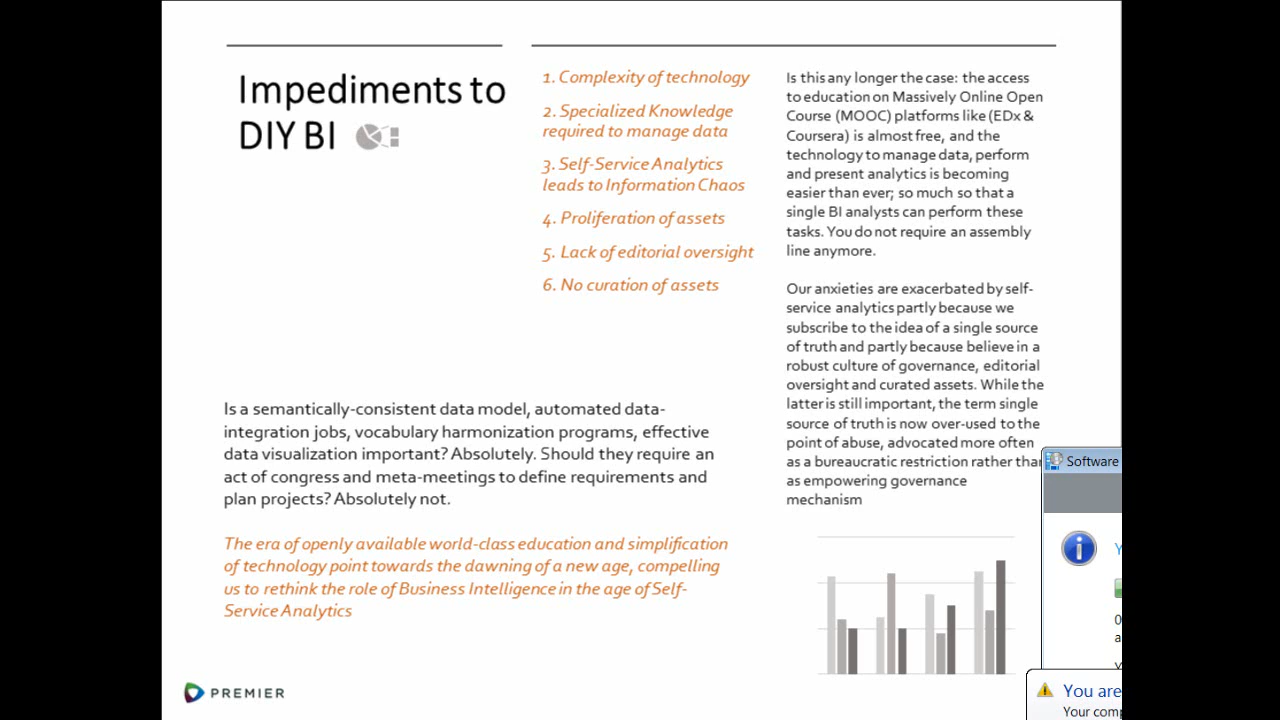 Impediments to
DIY BI
1. Complexity of technology
2. Specialized Knowledge
required to manage data
3. Self-Service Analytics
leads to Information Chaos
4. Proliferation of assets
5. Lack of editorial oversight
6. No curation of assets
Is this any longer the case: the access
to education on Massively Online Open
Course (MOOC) platforms like (EDx &
Coursera) is almost free, and the
technology to manage data, perform
and present analytics is becoming
easier than ever; so much so that a
single BI analysts can perform these
tasks. You do not require an assembly
line anymore.
Our anxieties are exacerbated by self-
service analytics partly because we
subscribe to the idea of a single source
of truth and partly because believe in a
robust culture of governance, editorial
oversight and curated assets. While the
latter is still important, the term single
source of truth is now over-used to the
point of abuse, advocated more often
as a bureaucratic restriction rather than
as empowering governance
mechanism
Is a semantically-consistent data model, automated data-
integration jobs, vocabulary harmonization programs, effective
data visualization important? Absolutely. Should they require an
act of congress and meta-meetings to define requirements and
plan projects? Absolutely not.
The era of openly available world-class education and simplification
of technology point towards the dawning of a new age, compelling
us to rethink the role of Business Intelligence in the age of Self-
Service Analytics
PREMIER
Software
You are
Your